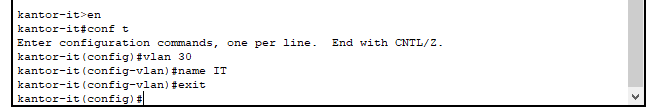 kantor-it>en
kantor-it#conf t
Enter configuration commands, one per line.  End with CNTL/Z.
kantor-it(config)#vlan 30
kantor-it(config-vlan)#name IT
kantor-it(config-vlan)#exit
kantor-it(config)#